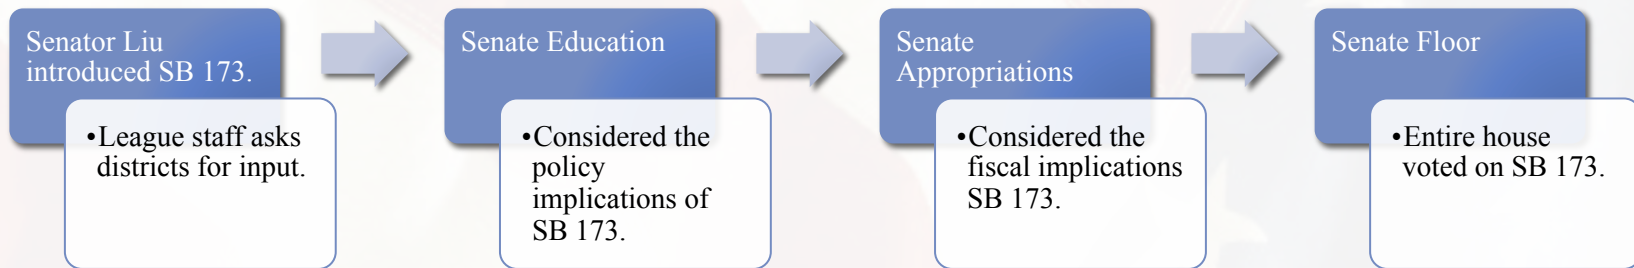 Senator Liu
introduced SB 173.
•League staff asks
districts for input.
Senate Education
•Considered the
policy
implications of
SB 173.
Senate
Appropriations
•Considered the
fiscal implications
SB 173.
Senate Floor
•Entire house
voted on SB 173.